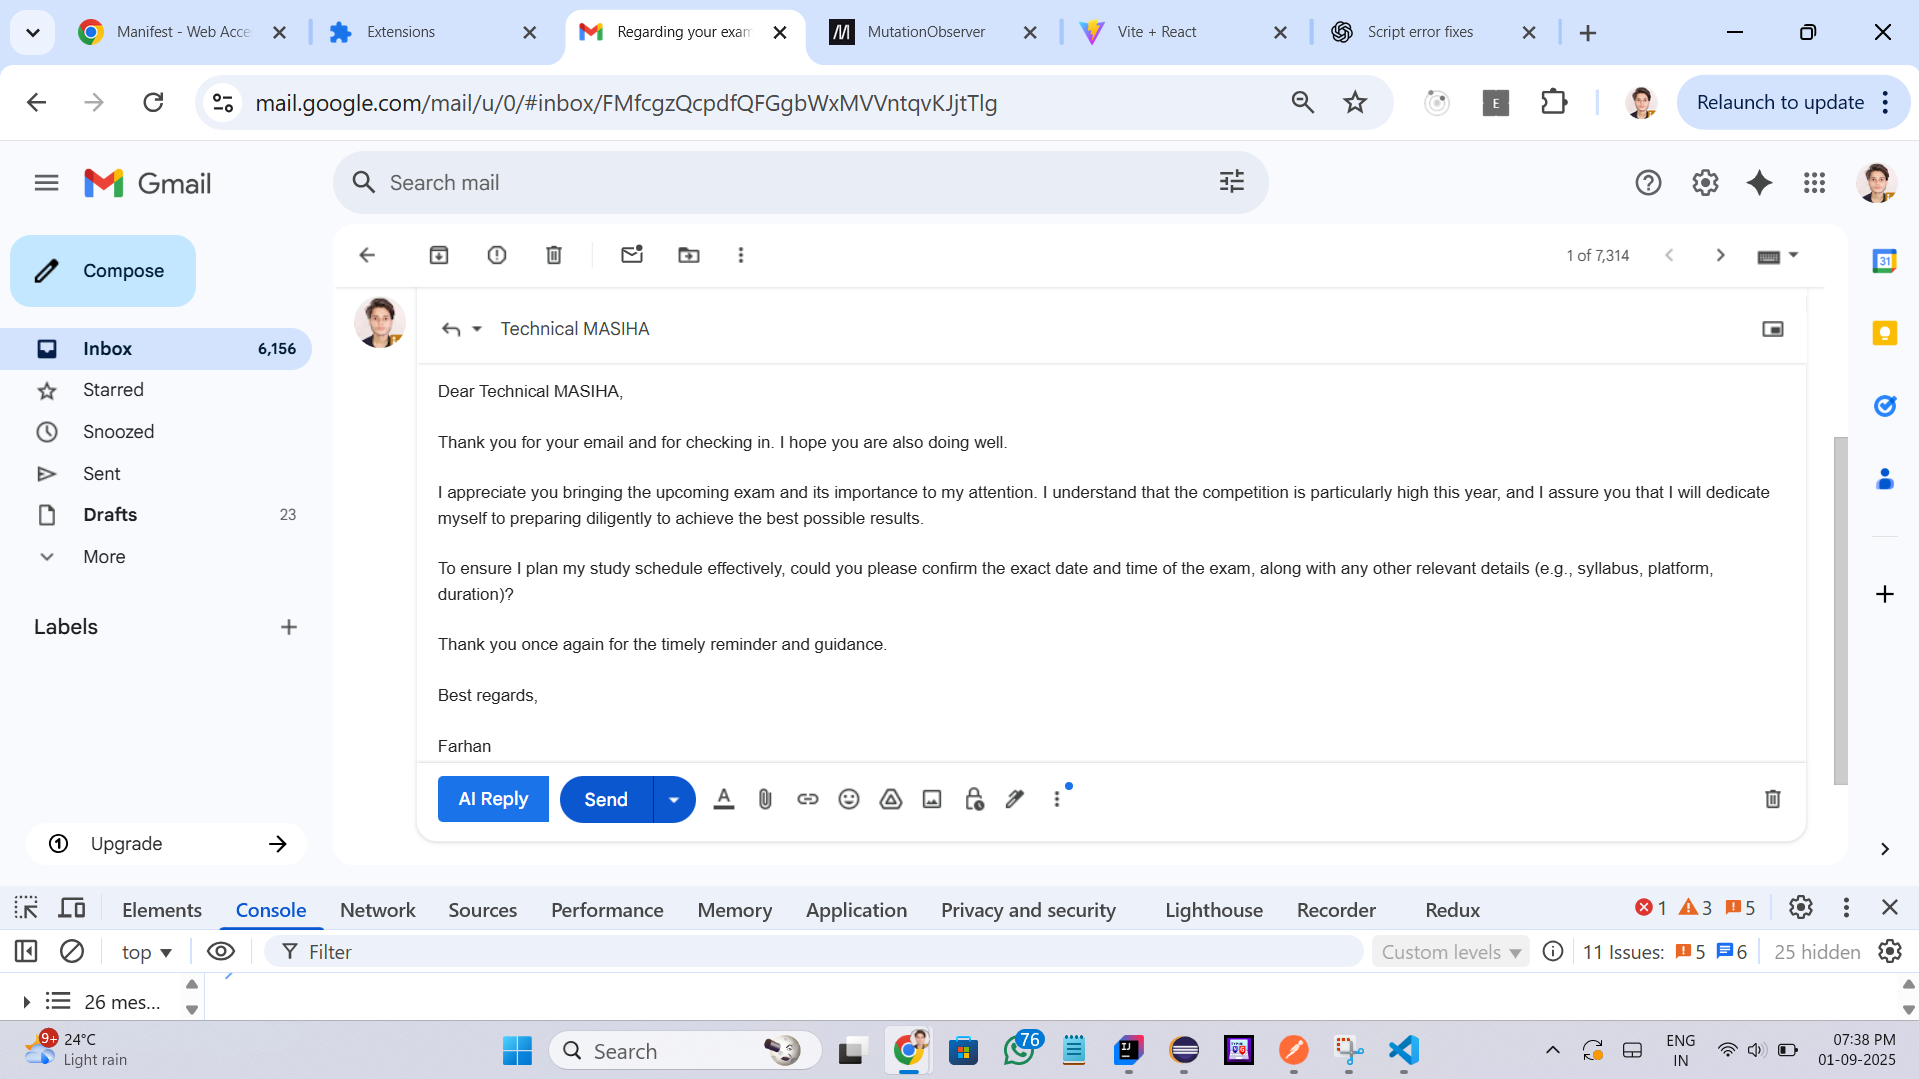 Manifest - Web Acce
Extensions
Regarding your exam
MutationObserver
Vite + React
Script error fixes
mail.google.com/mail/u/0/#inbox/FMfcgzQcpdfQFGgbWxMVVntqvKJjtTlg
E
Relaunch to update
Gmail
Search mail
Compose
1 of 7,314
31
Inbox 6,156
Starred
Snoozed
Sent
Drafts 23
More
Labels
Upgrade
Technical MASIHA
Dear Technical MASIHA,
Thank you for your email and for checking in. I hope you are also doing well.
I appreciate you bringing the upcoming exam and its importance to my attention. I understand that the competition is particularly high this year, and I assure you that I will dedicate
myself to preparing diligently to achieve the best possible results.
To ensure I plan my study schedule effectively, could you please confirm the exact date and time of the exam, along with any other relevant details (e.g., syllabus, platform,
duration)?
Thank you once again for the timely reminder and guidance.
Best regards,
Farhan
AI Reply Send
Elements Console Network Sources Performance Memory Application Privacy and security Lighthouse Recorder Redux 1 3 5
top Filter Custom levels 11 Issues: 5 6 25 hidden
26 mes...
9+ 24°C
Light rain
Search
76
IJ
ENG
IN
07:38 PM
01-09-2025